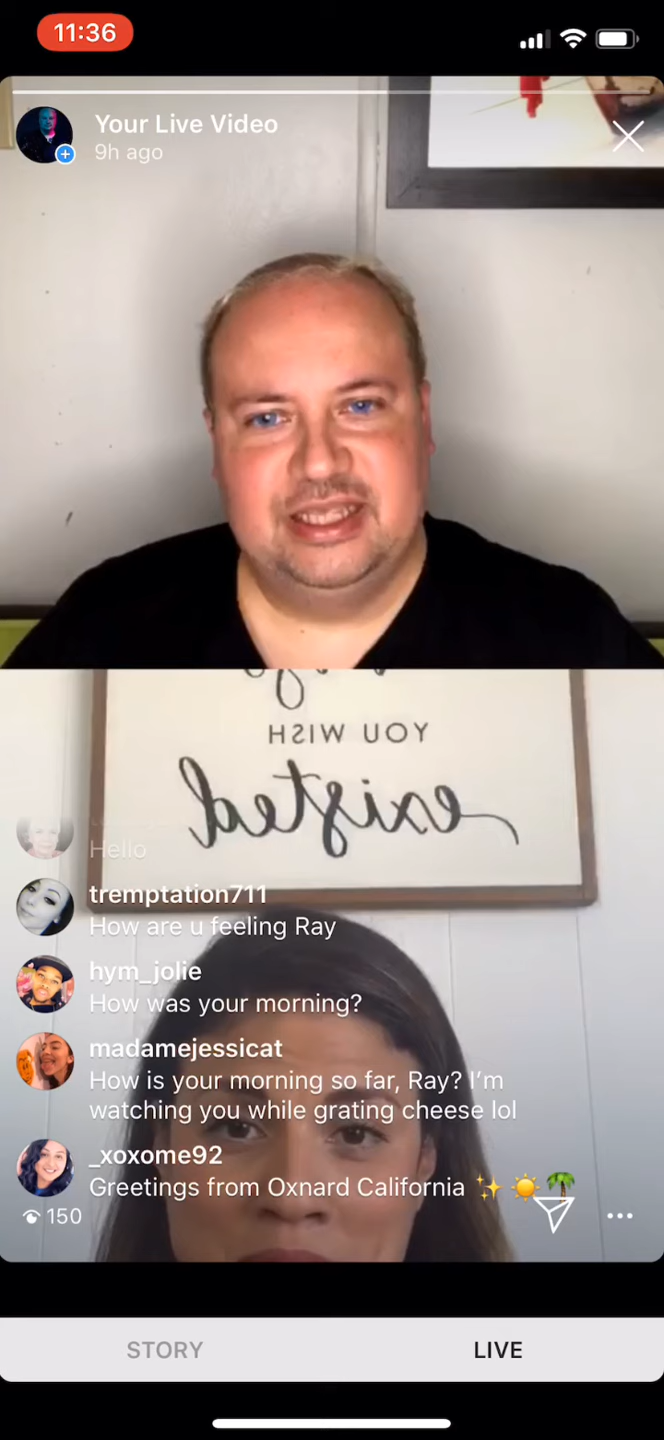 11:36
Your Live Video
9h ago
YOU WISH
existed
Hello
tremptation711
How are u feeling Ray
hym_jolie
How was your morning?
madamejessicat
How is your morning so far, Ray? I’m
watching you while grating cheese lol
_xoxome92
Greetings from Oxnard California ✨☀️🌴
150
STORY
LIVE